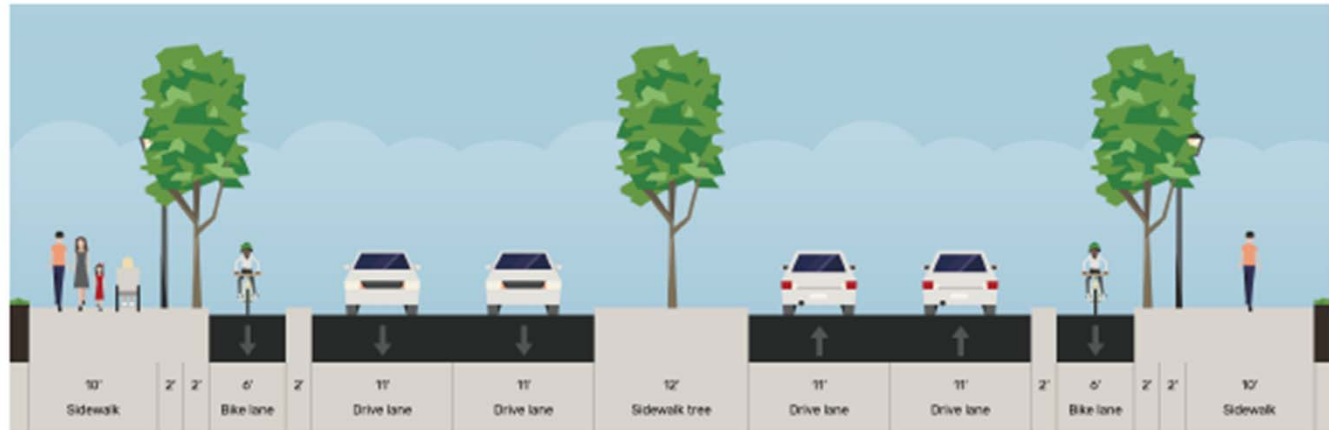 10' 2' 2' 6' 2' 11' 11' 12' 11' 11' 2' 6' 2' 2' 10'
Sidewalk Bike lane Drive lane Drive lane Sidewalk tree Drive lane Drive lane Bike lane Sidewalk